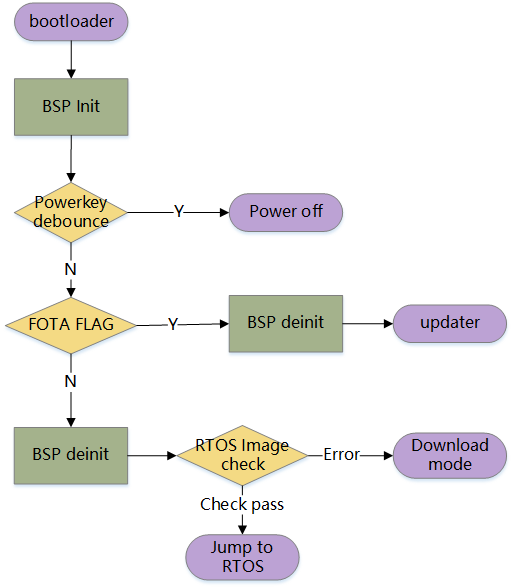 bootloader
BSP Init
Powerkey
debounce
Y
Power off
N
FOTA FLAG
Y
BSP deinit
updater
N
BSP deinit
RTOS Image
check
Error
Download
mode
Check pass
Jump to
RTOS